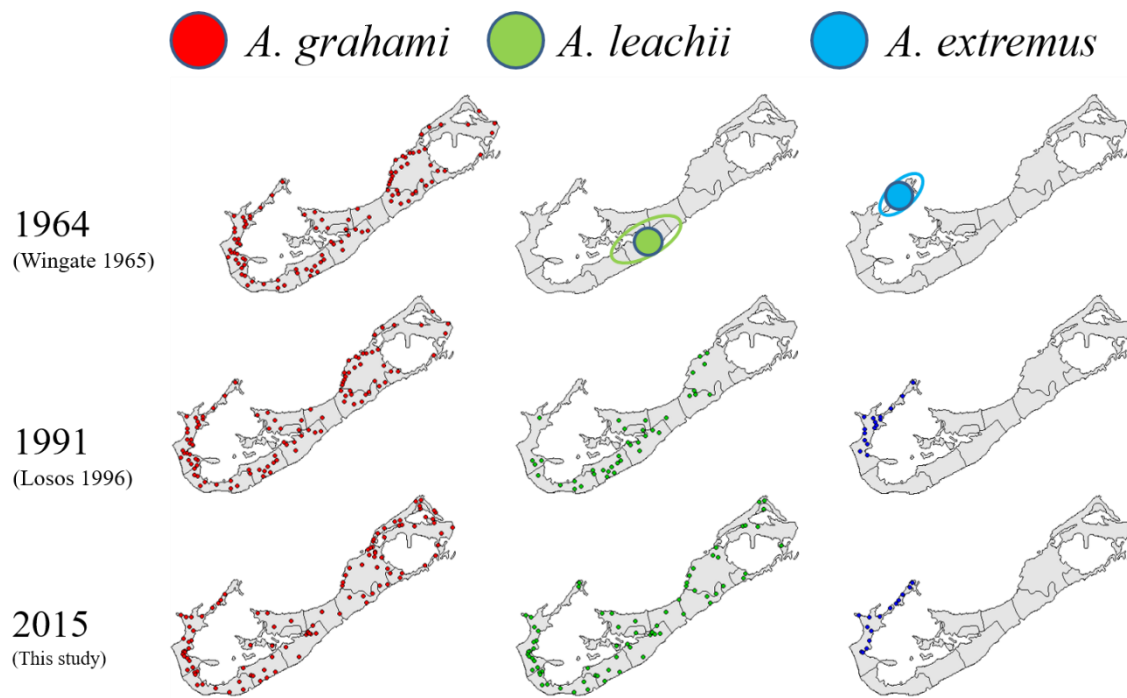 A. grahami A. leachii A. extremus
1964
(Wingate 1965)
1991
(Losos 1996)
2015
(This study)